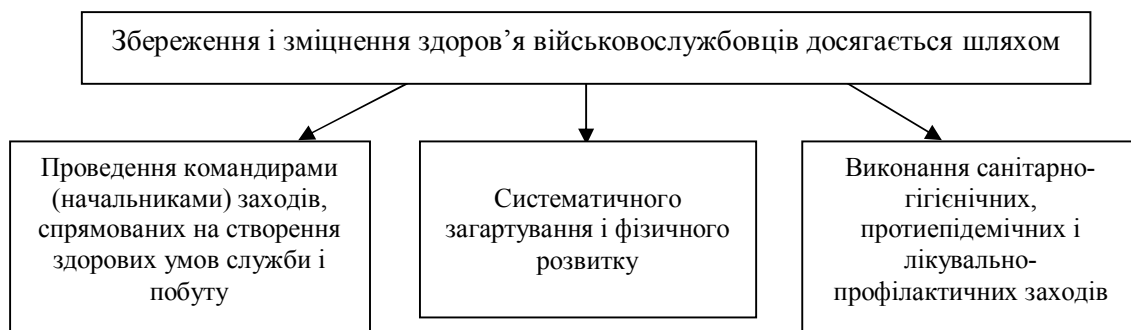 Збереження і зміцнення здоров’я військовослужбовців досягається шляхом
Проведення командирами
(начальниками) заходів,
спрямованих на створення
здорових умов служби і
побуту
Систематичного
загартування і фізичного
розвитку
Виконання санітарно-
гігієнічних,
протиепідемічних і
лікувально-
профілактичних заходів